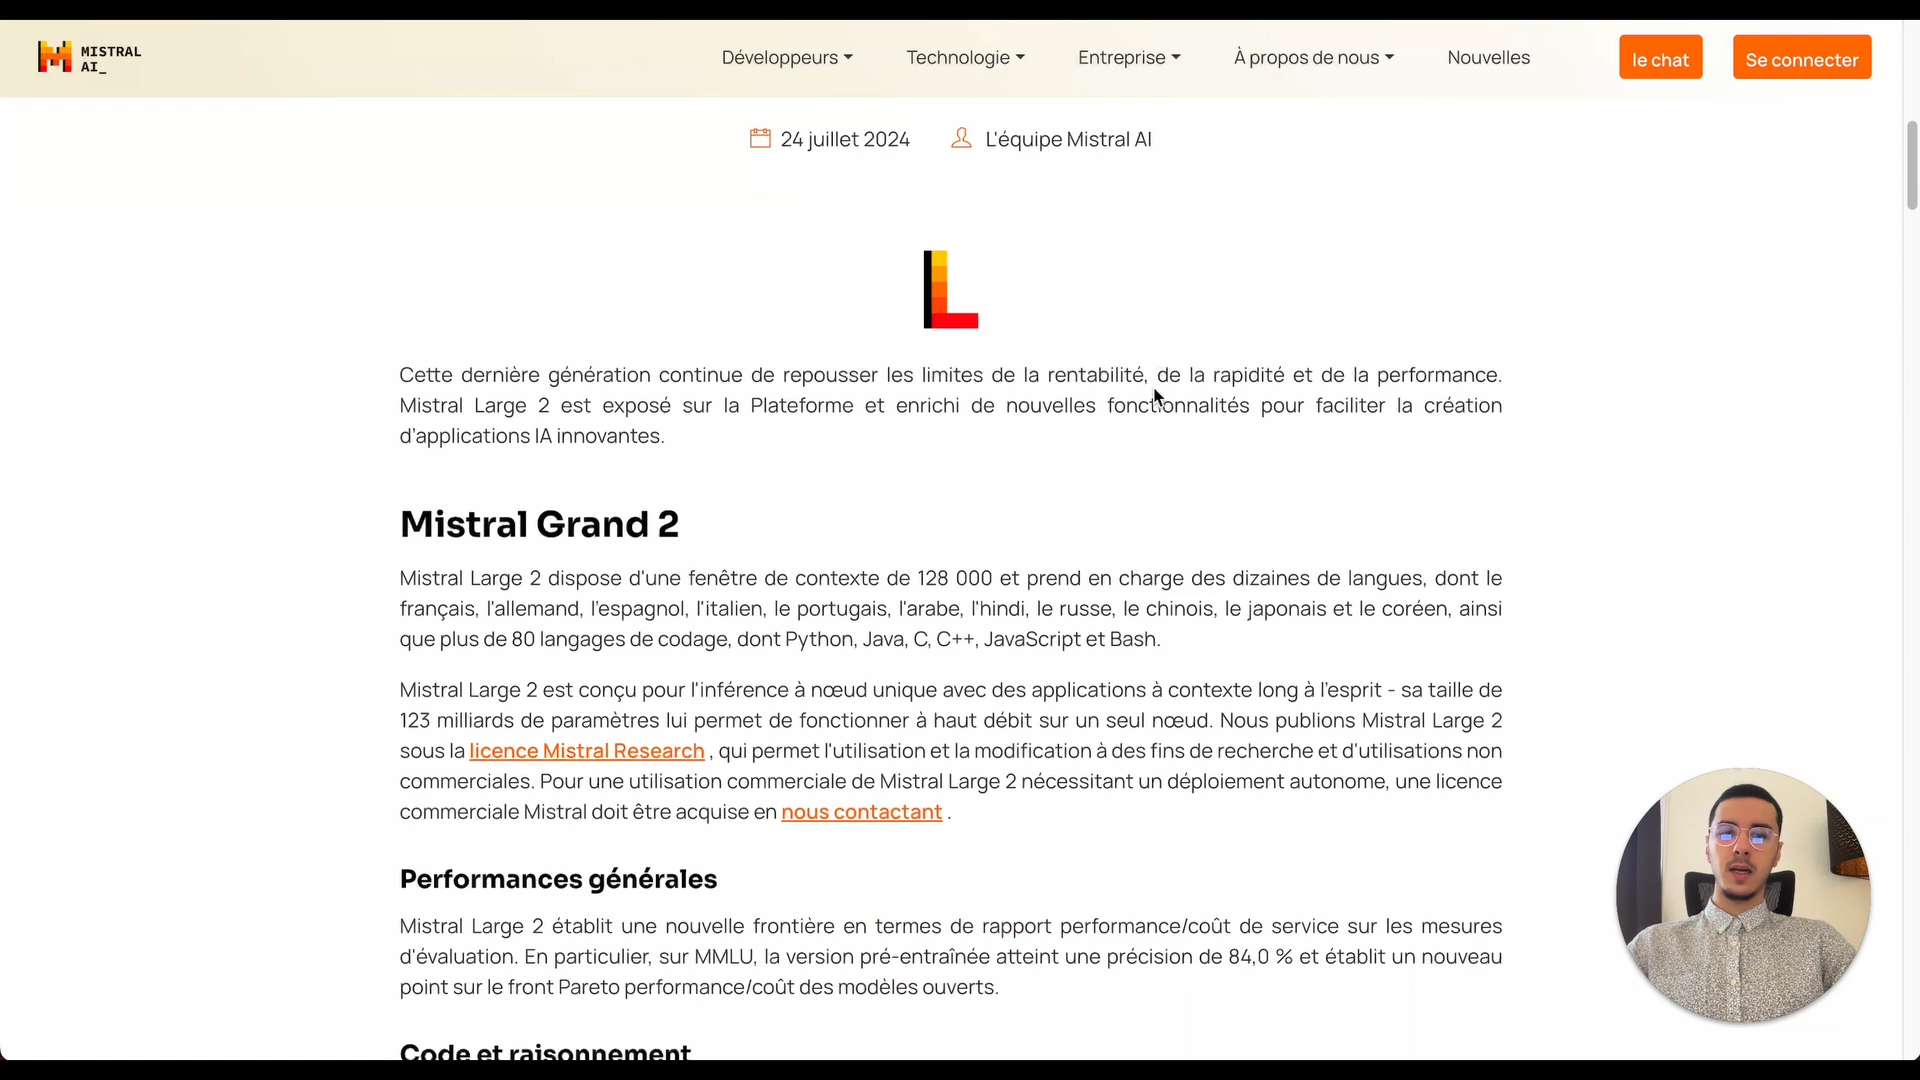 MISTRAL
AI_
Développeurs
Technologie
Entreprise
À propos de nous
Nouvelles
le chat
Se connecter
24 juillet 2024
L'équipe Mistral AI
Cette dernière génération continue de repousser les limites de la rentabilité, de la rapidité et de la performance.
Mistral Large 2 est exposé sur la Plateforme et enrichi de nouvelles fonctionnalités pour faciliter la création
d'applications IA innovantes.
Mistral Grand 2
Mistral Large 2 dispose d'une fenêtre de contexte de 128 000 et prend en charge des dizaines de langues, dont le
français, l'allemand, l'espagnol, l'italien, le portugais, l'arabe, l'hindi, le russe, le chinois, le japonais et le coréen, ainsi
que plus de 80 langages de codage, dont Python, Java, C, C++, JavaScript et Bash.
Mistral Large 2 est conçu pour l'inférence à nœud unique avec des applications à contexte long à l'esprit - sa taille de
123 milliards de paramètres lui permet de fonctionner à haut débit sur un seul nœud. Nous publions Mistral Large 2
sous la licence Mistral Research , qui permet l'utilisation et la modification à des fins de recherche et d'utilisations non
commerciales. Pour une utilisation commerciale de Mistral Large 2 nécessitant un déploiement autonome, une licence
commerciale Mistral doit être acquise en nous contactant .
Performances générales
Mistral Large 2 établit une nouvelle frontière en termes de rapport performance/coût de service sur les mesures
d'évaluation. En particulier, sur MMLU, la version pré-entraînée atteint une précision de 84,0 % et établit un nouveau
point sur le front Pareto performance/coût des modèles ouverts.
Code et raisonnement